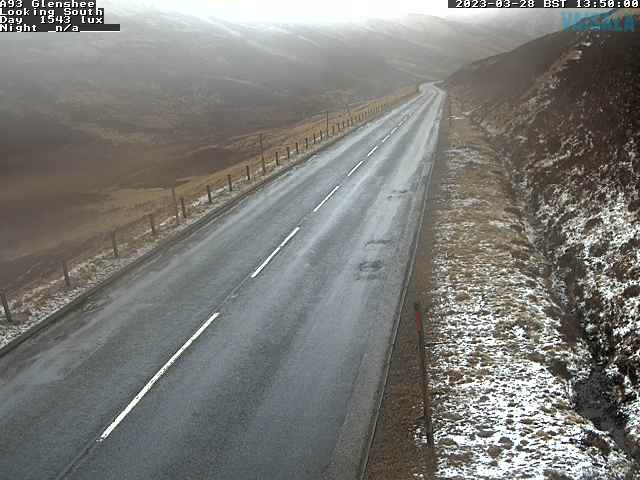 A93 Glenshee
Looking South
Day 1543 lux
Night n/a
2023-03-28 BST 13:50:00
VAISALA